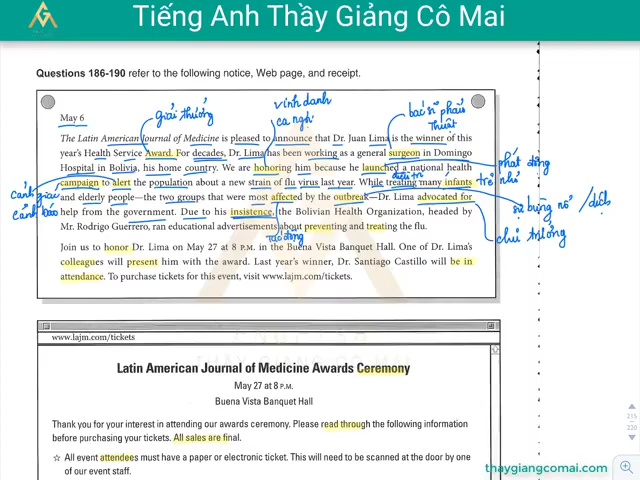 Tiếng Anh Thầy Giảng Cô Mai
Questions 186-190 refer to the following notice, Web page, and receipt.
giải thưởng
vinh danh
ca ngợi
bác sĩ phẫu thuật
May 6
The Latin American Journal of Medicine is pleased to announce that Dr. Juan Lima is the winner of this
year's Health Service Award. For decades, Dr. Lima has been working as a general surgeon in Domingo
Hospital in Bolivia, his home country. We are honoring him because he launched a national health
phát động
điều trị
campaign to alert the population about a new strain of flu virus last year. While treating many infants
trẻ nhỏ
cảnh báo
and elderly people—the two groups that were most affected by the outbreak—Dr. Lima advocated for
sự bùng nổ / dịch
help from the government. Due to his insistence, the Bolivian Health Organization, headed by
Mr. Rodrigo Guerrero, ran educational advertisements about preventing and treating the flu.
tác động
chủ trương
Join us to honor Dr. Lima on May 27 at 8 P.M. in the Buena Vista Banquet Hall. One of Dr. Lima's
colleagues will present him with the award. Last year's winner, Dr. Santiago Castillo will be in
attendance. To purchase tickets for this event, visit www.lajm.com/tickets.
THẦY GIẢNG CÔ MAI
www.lajm.com/tickets
Latin American Journal of Medicine Awards Ceremony
May 27 at 8 P.M.
Buena Vista Banquet Hall
Thank you for your interest in attending our awards ceremony. Please read through the following information
before purchasing your tickets. All sales are final.
☆ All event attendees must have a paper or electronic ticket. This will need to be scanned at the door by one
of our event staff.
215
220
thaygiangcomai.com